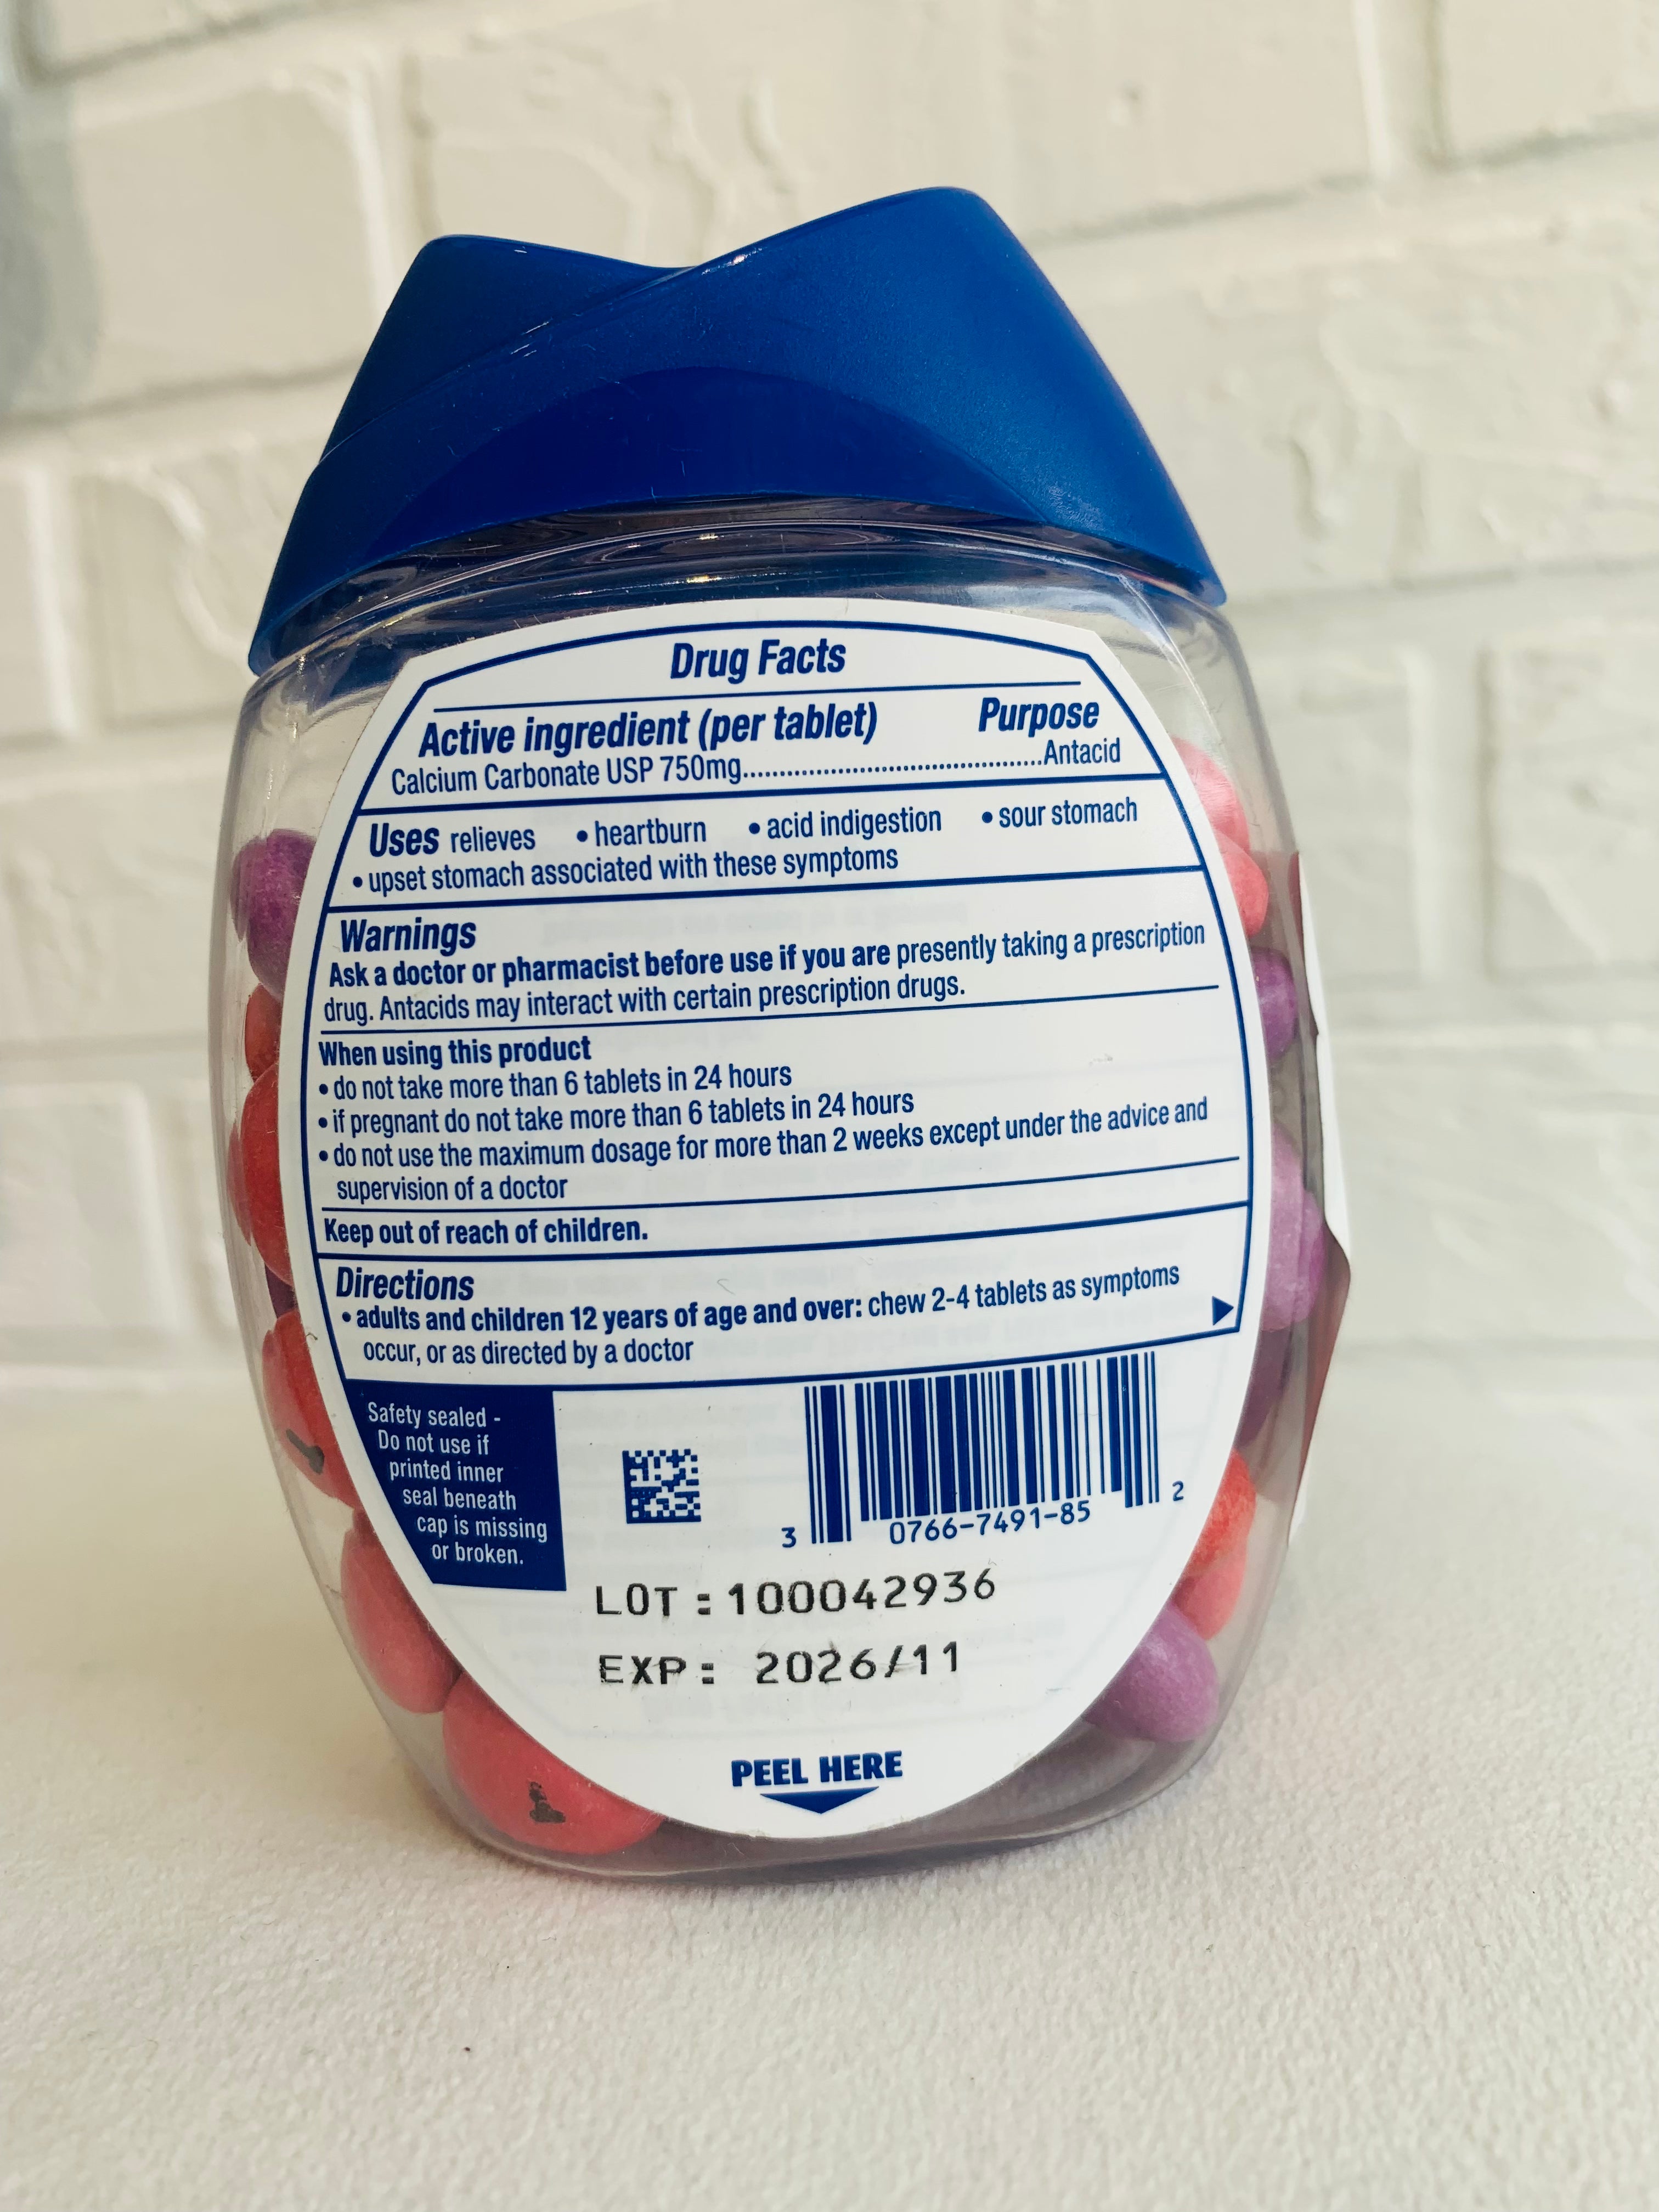 Drug Facts
Active ingredient (per tablet) Purpose
Calcium Carbonate USP 750mg..........................................Antacid
Uses relieves • heartburn • acid indigestion • sour stomach
• upset stomach associated with these symptoms
Warnings
Ask a doctor or pharmacist before use if you are presently taking a prescription
drug. Antacids may interact with certain prescription drugs.
When using this product
• do not take more than 6 tablets in 24 hours
• if pregnant do not take more than 6 tablets in 24 hours
• do not use the maximum dosage for more than 2 weeks except under the advice and
supervision of a doctor
Keep out of reach of children.
Directions
• adults and children 12 years of age and over: chew 2-4 tablets as symptoms
occur, or as directed by a doctor
Safety sealed -
Do not use if
printed inner
seal beneath
cap is missing
or broken.
3 0766-7491-85 2
LOT : 100042936
EXP : 2026/11
PEEL HERE